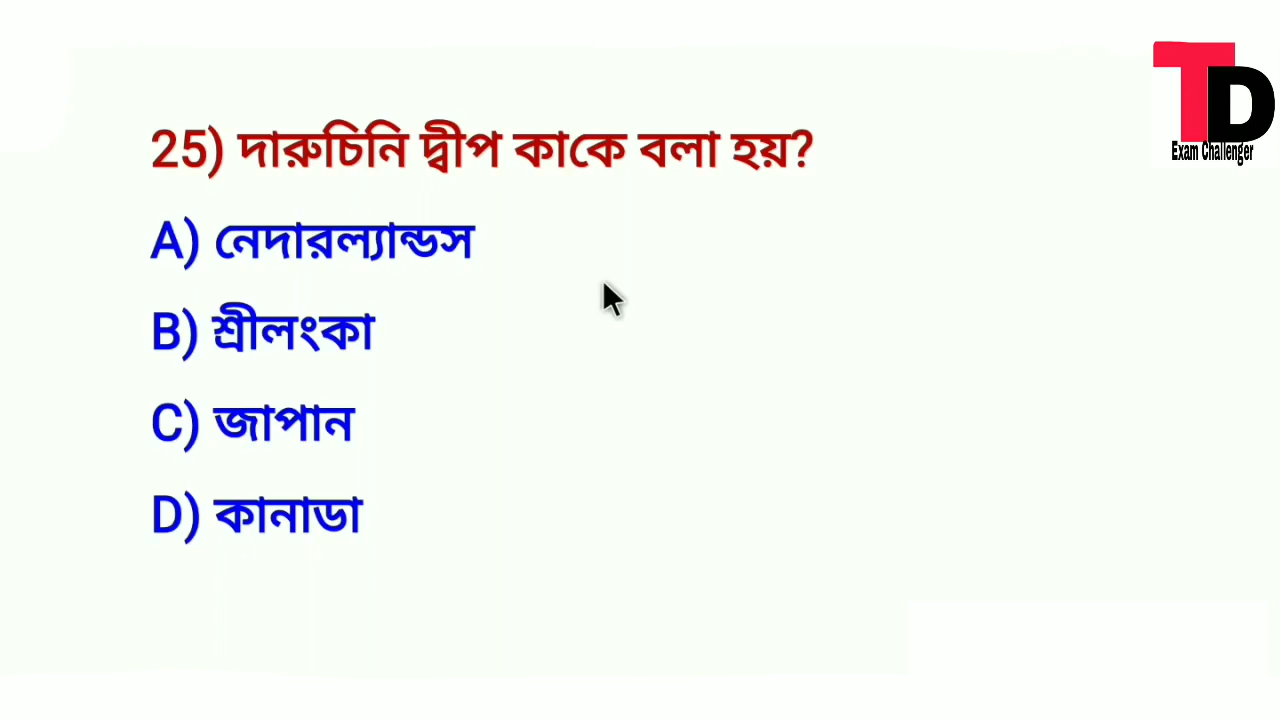 25) দারুচিনি দ্বীপ কাকে বলা হয়?
A) নেদারল্যান্ডস
B) শ্রীলংকা
C) জাপান
D) কানাডা
TD
Exam Challenger